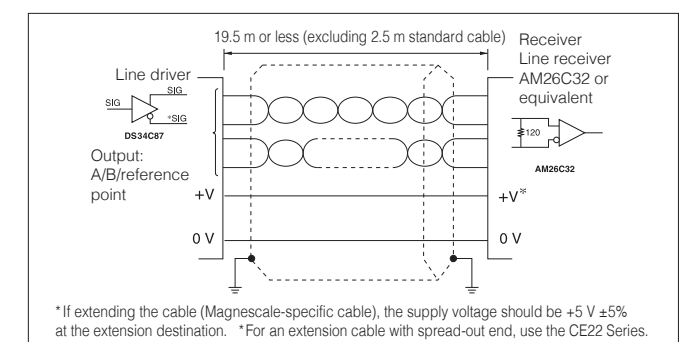 19.5 m or less (excluding 2.5 m standard cable)
Receiver
Line receiver
AM26C32 or
equivalent
Line driver
SIG
SIG
*SIG
DS34C87
120
AM26C32
Output:
A/B/reference
point
+V
+V*
0 V
0 V
*If extending the cable (Magnescale-specific cable), the supply voltage should be +5 V ±5%
at the extension destination. *For an extension cable with spread-out end, use the CE22 Series.